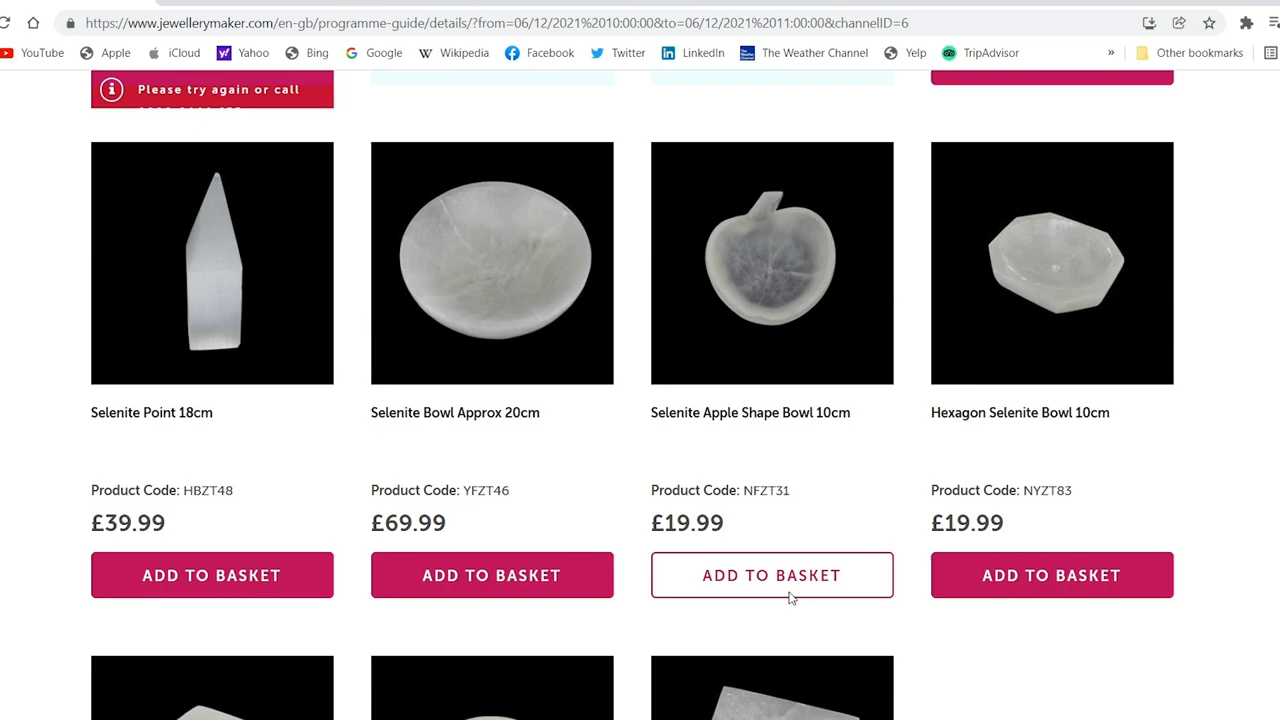 https://www.jewellerymaker.com/en-gb/programme-guide/details/?from=06/12/2021%2010:00:00&to=06/12/2021%2011:00:00&channelID=6
YouTube Apple iCloud Yahoo Bing Google Wikipedia Facebook Twitter LinkedIn The Weather Channel Yelp TripAdvisor » Other bookmarks
Please try again or call
Selenite Point 18cm
Selenite Bowl Approx 20cm
Selenite Apple Shape Bowl 10cm
Hexagon Selenite Bowl 10cm
Product Code: HBZT48
Product Code: YFZT46
Product Code: NFZT31
Product Code: NYZT83
£39.99
£69.99
£19.99
£19.99
ADD TO BASKET
ADD TO BASKET
ADD TO BASKET
ADD TO BASKET